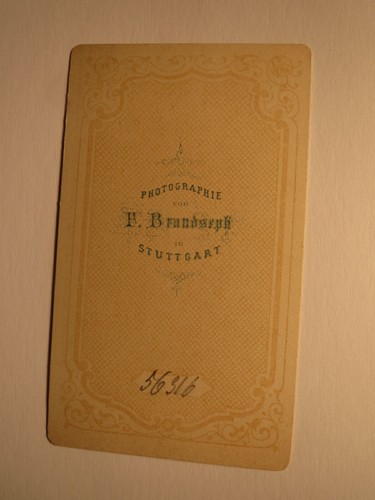 PHOTOGRAPHIE
VON
F. Brandseph
IN
STUTTGART
56316